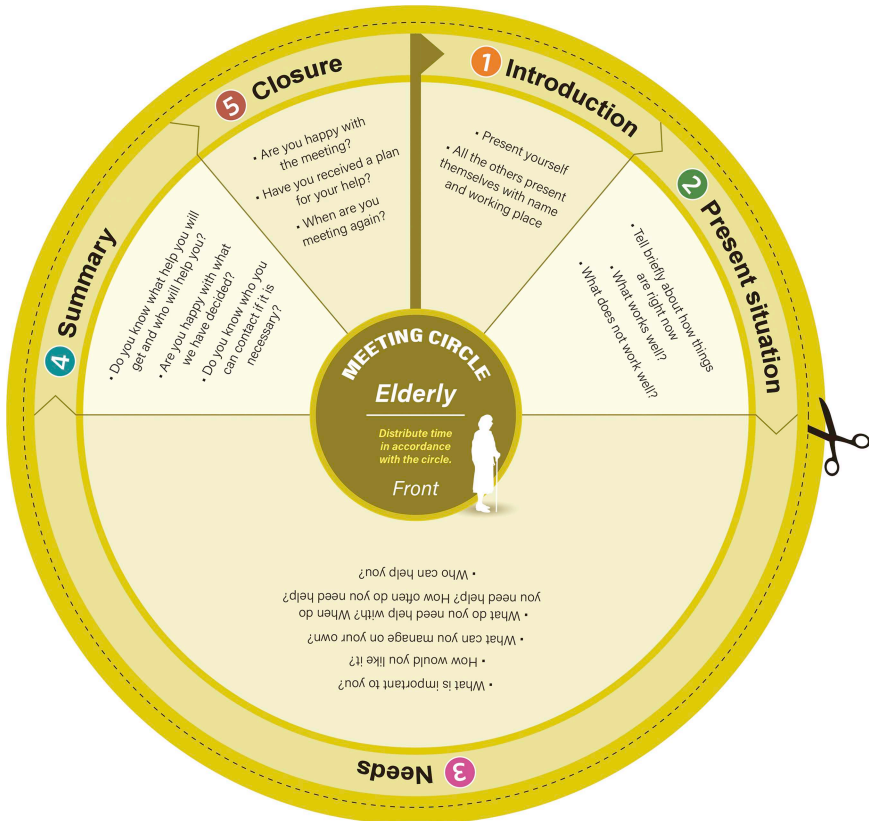 MEETING CIRCLE
Elderly
Distribute time
in accordance
with the circle.
Front
1 Introduction
• Present yourself
• All the others present
themselves with name
and working place
2 Present situation
• Tell briefly about how things
are right now
• What works well?
• What does not work well?
3 Needs
• What is important to you?
• How would you like it?
• What can you manage on your own?
• What do you need help with? When do
you need help? How often do you need help?
• Who can help you?
4 Summary
• Do you know what help you will
get and who will help you?
• Are you happy with what
we have decided?
• Do you know who you
can contact if it is
necessary?
5 Closure
• Are you happy with
the meeting?
• Have you received a plan
for your help?
• When are you
meeting again?